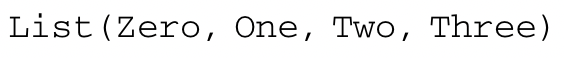 List(Zero, One, Two, Three)